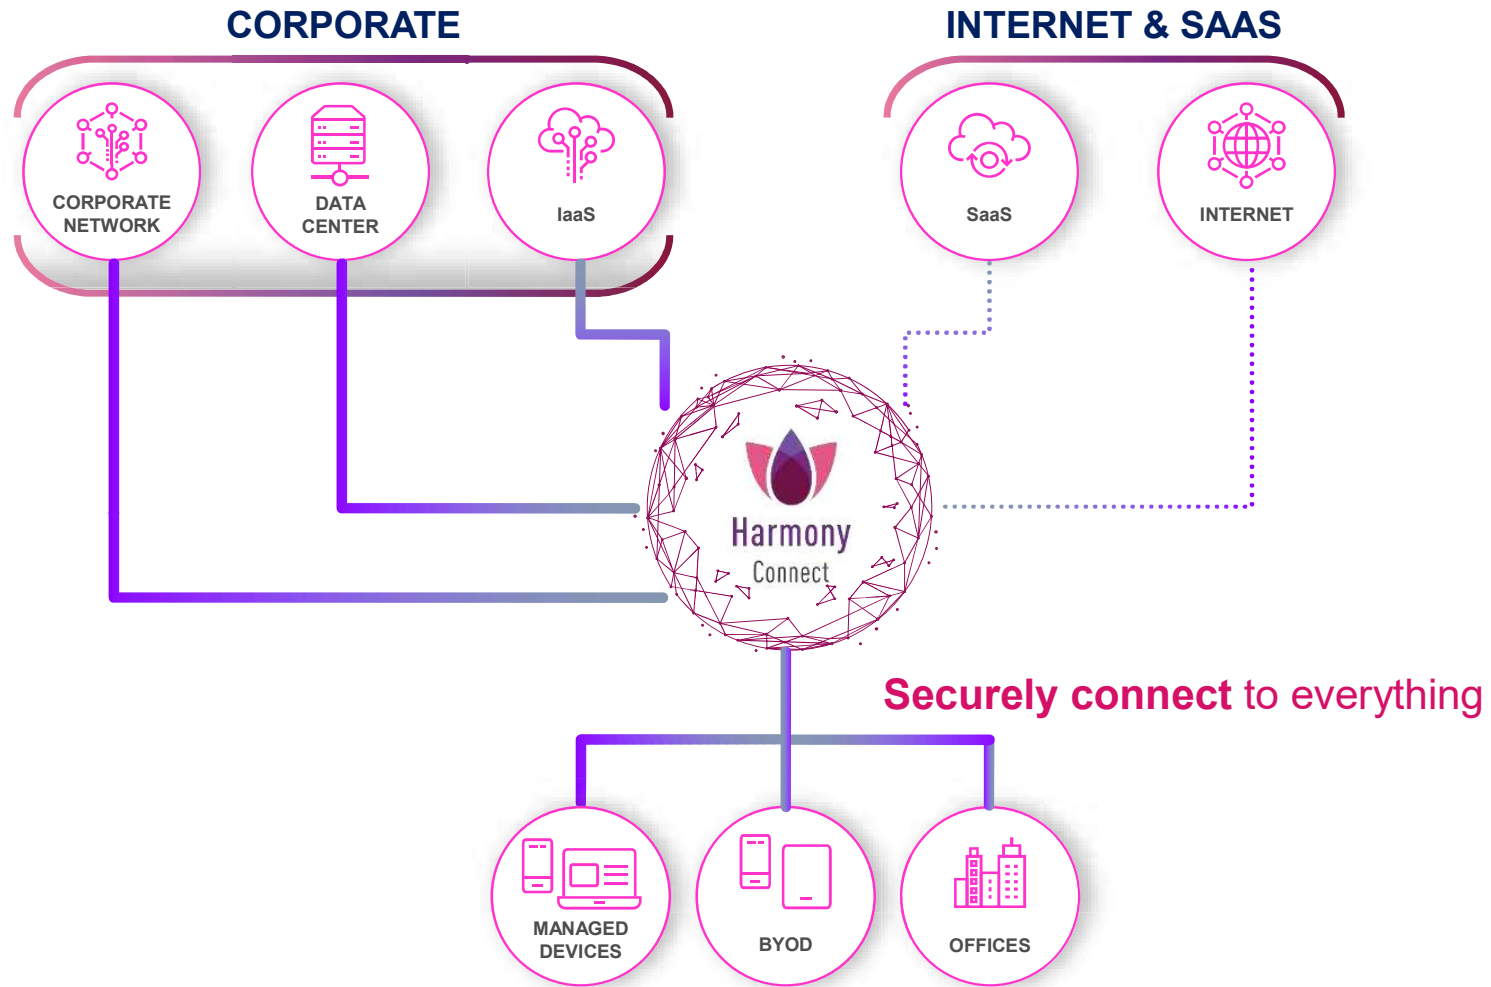 CORPORATE
INTERNET & SAAS
CORPORATE
NETWORK
DATA
CENTER
IaaS
SaaS
INTERNET
Harmony
Connect
Securely connect to everything
MANAGED
DEVICES
BYOD
OFFICES